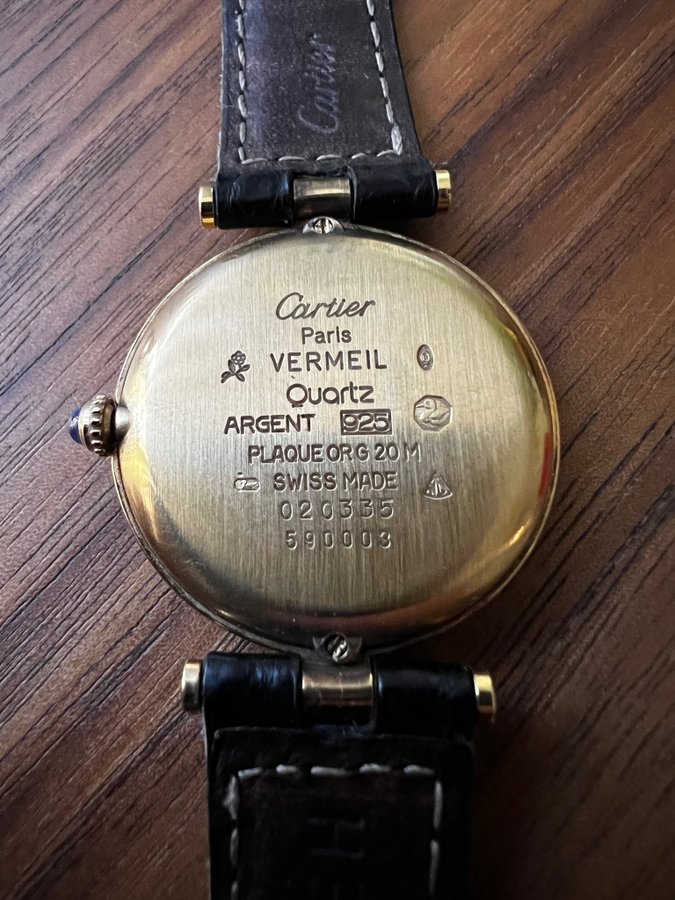 Cartier
Cartier
Paris
VERMEIL
Quartz
ARGENT 925
PLAQUE OR G 20 M
SWISS MADE
020335
590003